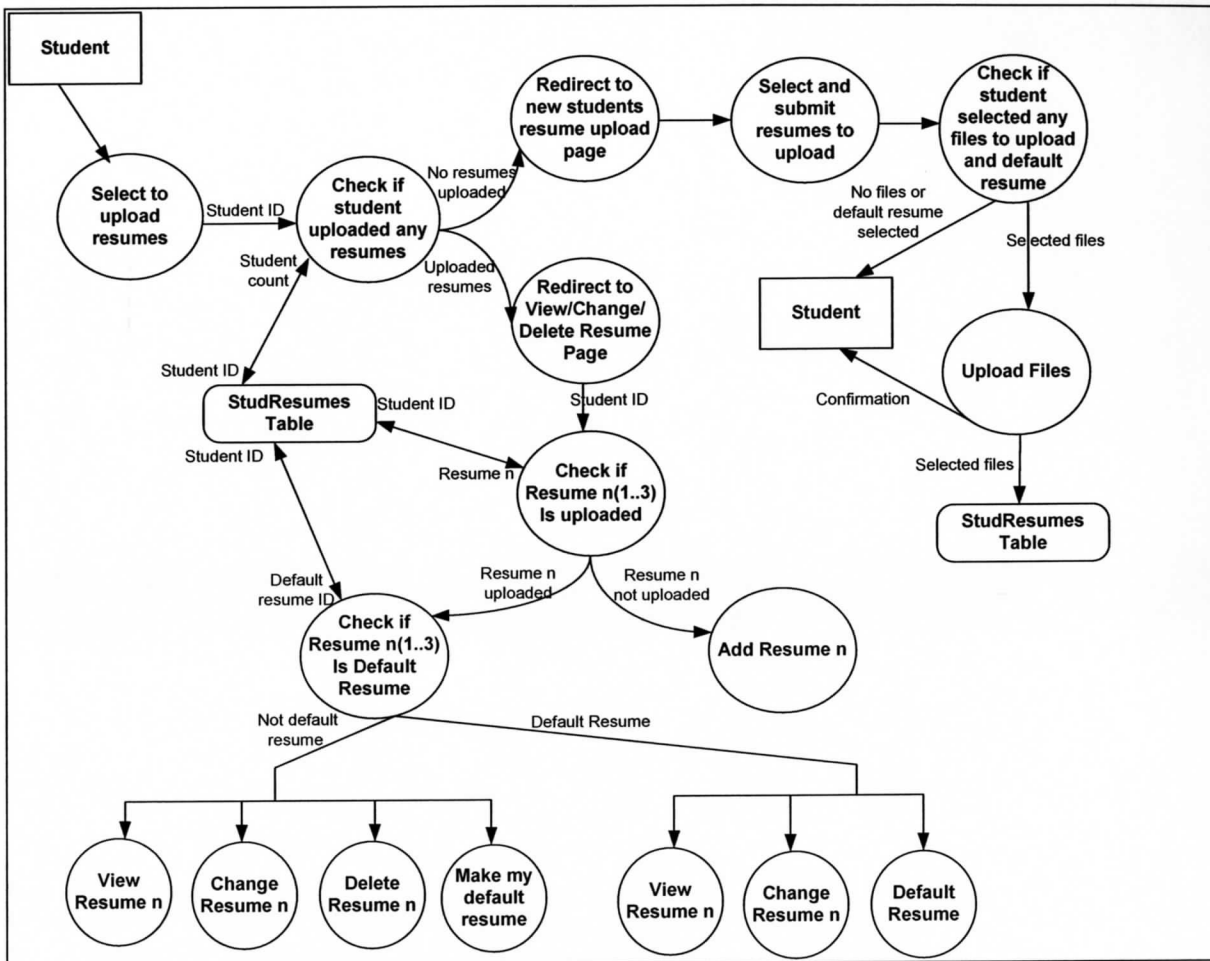 Student
Select to
upload
resumes
Student ID
Check if
student
uploaded any
resumes
No resumes
uploaded
Redirect to
new students
resume upload
page
Select and
submit
resumes to
upload
Check if
student
selected any
files to upload
and default
resume
No files or
default resume
selected
Selected files
Student
count
Uploaded
resumes
Redirect to
View/Change/
Delete Resume
Page
Student
Upload Files
Confirmation
Student ID
StudResumes
Table
Student ID
Student ID
Student ID
Resume n
Check if
Resume n(1..3)
Is uploaded
Selected files
StudResumes
Table
Default
resume ID
Resume n
uploaded
Resume n
not uploaded
Check if
Resume n(1..3)
Is Default
Resume
Add Resume n
Not default
resume
Default Resume
View
Resume n
Change
Resume n
Delete
Resume n
Make my
default
resume
View
Resume n
Change
Resume n
Default
Resume